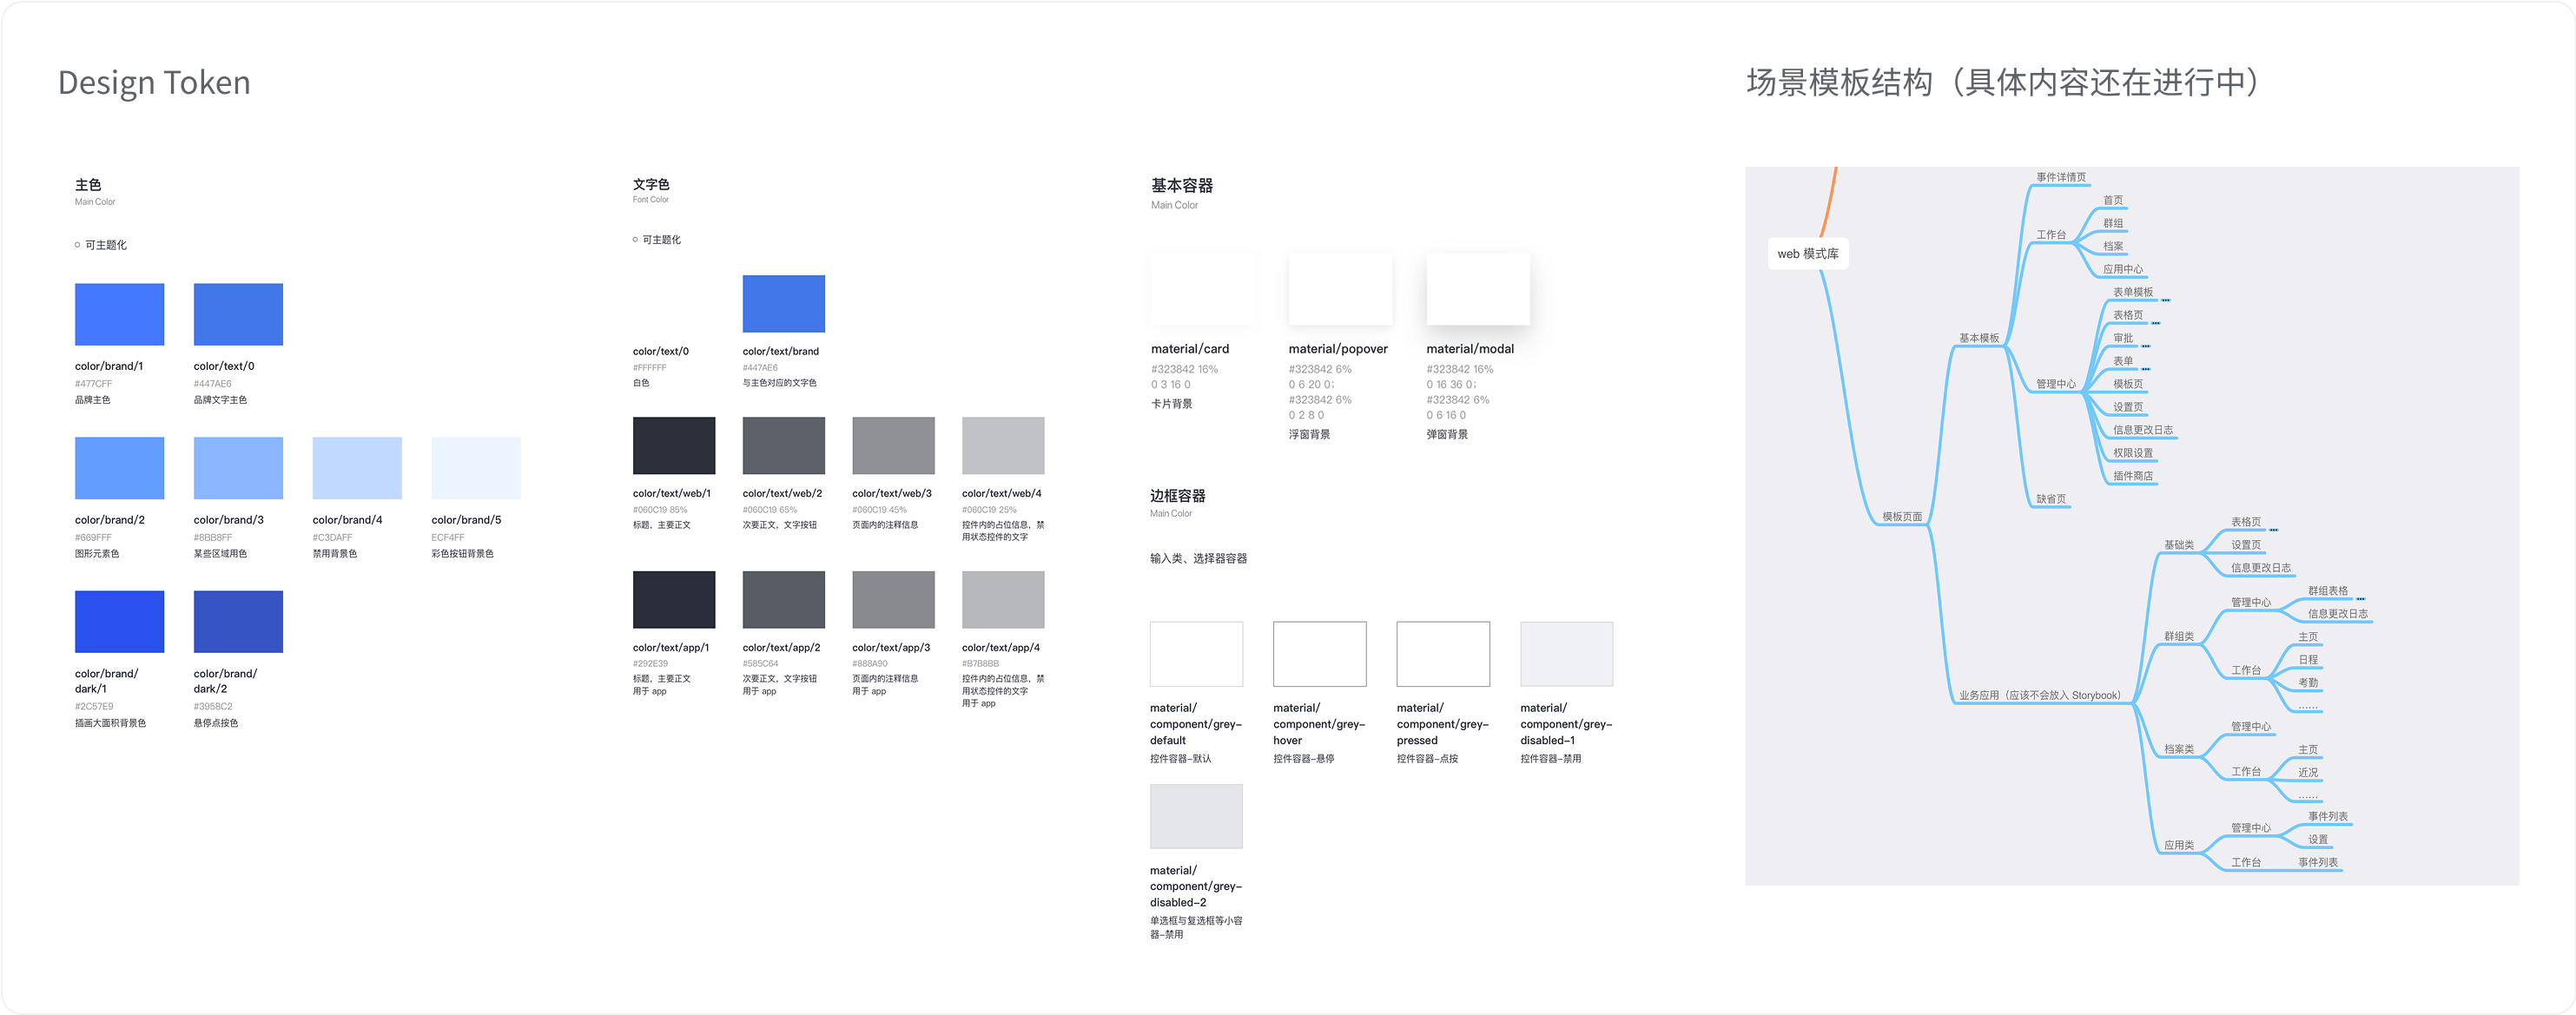 Design Token
主色
Main Color
可主题化
color/brand/1
#477CFF
品牌主色
color/text/0
#447AE6
品牌文字主色
color/brand/2
#669FFF
图形元素色
color/brand/3
#8BB8FF
某些区域用色
color/brand/4
#C3DAFF
禁用背景色
color/brand/5
ECF4FF
彩色按钮背景色
color/brand/
dark/1
#2C57E9
插画大面积背景色
color/brand/
dark/2
#3958C2
悬停点按色
文字色
Font Color
可主题化
color/text/0
#FFFFFF
白色
color/text/brand
#447AE6
与主色对应的文字色
color/text/web/1
#060C19 85%
标题，主要正文
color/text/web/2
#060C19 65%
次要正文，文字按钮
color/text/web/3
#060C19 45%
页面内的注释信息
color/text/web/4
#060C19 25%
控件内的占位信息，禁
用状态控件的文字
color/text/app/1
#292E39
标题，主要正文
用于 app
color/text/app/2
#585C64
次要正文，文字按钮
用于 app
color/text/app/3
#888A90
页面内的注释信息
用于 app
color/text/app/4
#B7B8BB
控件内的占位信息，禁
用状态控件的文字
用于 app
基本容器
Main Color
material/card
#323842 16%
0 3 16 0
卡片背景
material/popover
#323842 6%
0 6 20 0；
#323842 6%
0 2 8 0
浮窗背景
material/modal
#323842 16%
0 16 36 0；
#323842 6%
0 6 16 0
弹窗背景
边框容器
Main Color
输入类、选择器容器
material/
component/grey-
default
控件容器-默认
material/
component/grey-
hover
控件容器-悬停
material/
component/grey-
pressed
控件容器-点按
material/
component/grey-
disabled-1
控件容器-禁用
material/
component/grey-
disabled-2
单选框与复选框等小容
器-禁用
场景模板结构（具体内容还在进行中）
web 模式库
模板页面
基本模板
事件详情页
工作台
首页
群组
档案
应用中心
管理中心
表单模板
表格页
审批
表单
模板页
设置页
信息更改日志
权限设置
插件商店
缺省页
业务应用（应该不会放入 Storybook）
基础类
表格页
设置页
信息更改日志
群组类
管理中心
群组表格
信息更改日志
工作台
主页
日程
考勤
……
档案类
管理中心
工作台
主页
近况
……
应用类
管理中心
事件列表
设置
工作台
事件列表